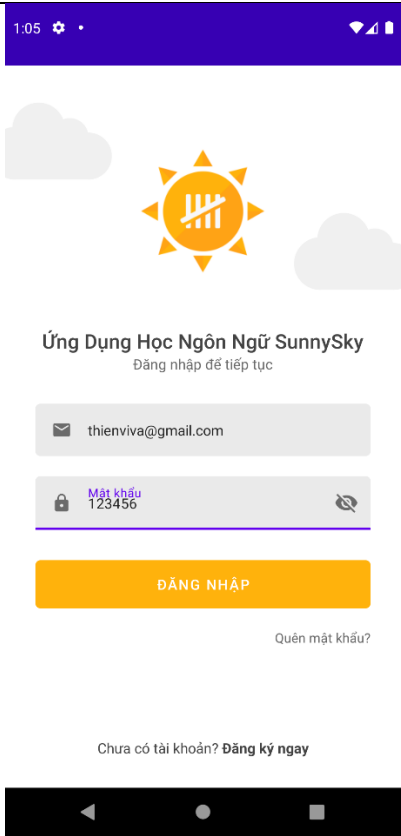 1:05
Ứng Dụng Học Ngôn Ngữ SunnySky
Đăng nhập để tiếp tục
thienviva@gmail.com
Mật khẩu
123456
ĐĂNG NHẬP
Quên mật khẩu?
Chưa có tài khoản? Đăng ký ngay